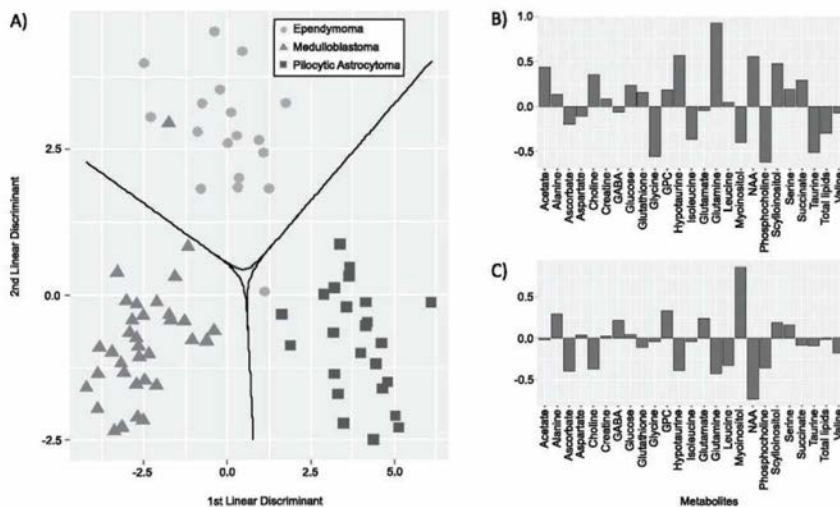 A)
Ependymoma
Medulloblastoma
Pilocytic Astrocytoma
2nd Linear Discriminant
2.5
0.0
-2.5
-2.5
0.0
2.5
5.0
1st Linear Discriminant
B)
1.0
0.5
0.0
-0.5
Acetate
Alanine
Ascorbate
Aspartate
Choline
Creatine
GABA
Glucose
Glutathione
Glycine
GPC
Hypotaurine
Isoleucine
Glutamate
Glutamine
Leucine
Myoinositol
NAA
Phosphocholine
Scylloinositol
Serine
Succinate
Taurine
Total lipids
Valine
C)
0.5
0.0
-0.5
Acetate
Alanine
Ascorbate
Aspartate
Choline
Creatine
GABA
Glucose
Glutathione
Glycine
GPC
Hypotaurine
Isoleucine
Glutamate
Glutamine
Leucine
Myoinositol
NAA
Phosphocholine
Scylloinositol
Serine
Succinate
Taurine
Total lipids
Valine
Metabolites